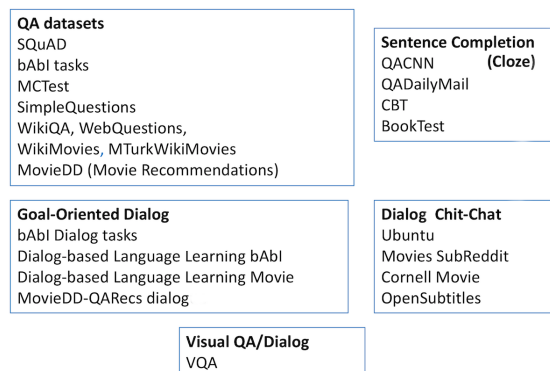 QA datasets
SQuAD
bAbI tasks
MCTest
SimpleQuestions
WikiQA, WebQuestions,
WikiMovies, MTurkWikiMovies
MovieDD (Movie Recommendations)
Sentence Completion
QACNN (Cloze)
QADailyMail
CBT
BookTest
Goal-Oriented Dialog
bAbI Dialog tasks
Dialog-based Language Learning bAbI
Dialog-based Language Learning Movie
MovieDD-QARecs dialog
Dialog Chit-Chat
Ubuntu
Movies SubReddit
Cornell Movie
OpenSubtitles
Visual QA/Dialog
VQA